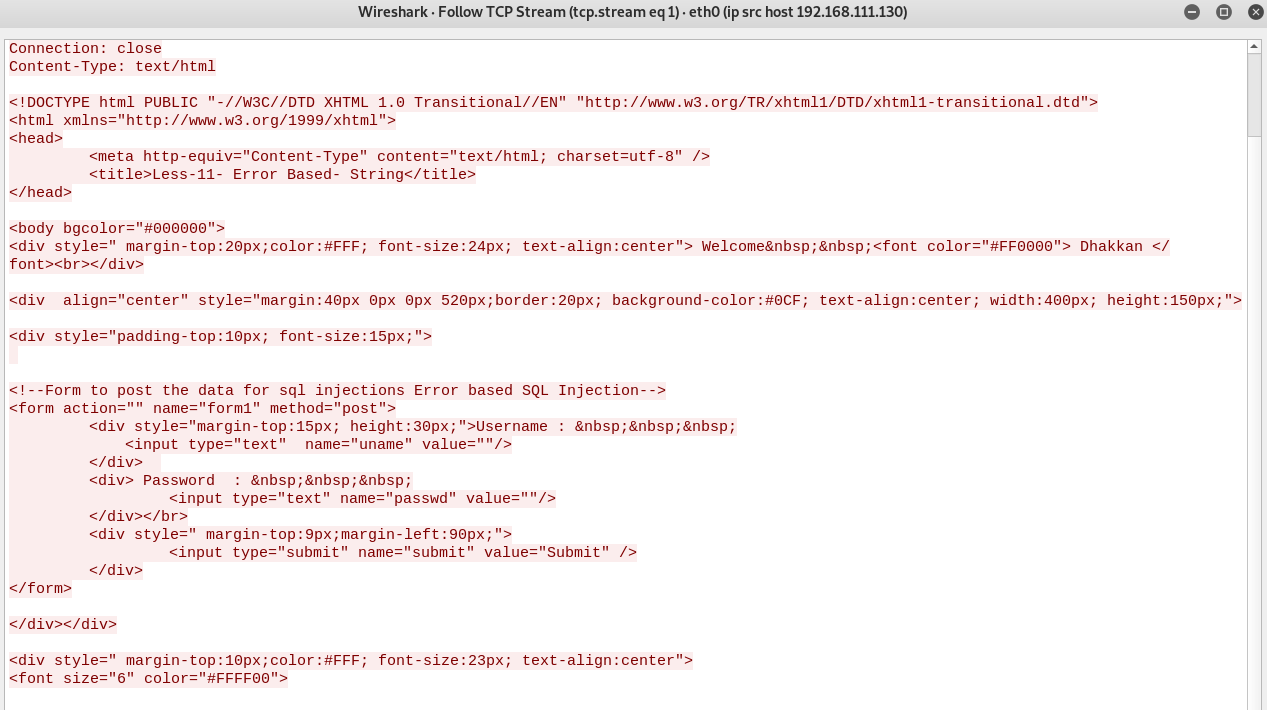 Wireshark · Follow TCP Stream (tcp.stream eq 1) · eth0 (ip src host 192.168.111.130)
Connection: close
Content-Type: text/html
<!DOCTYPE html PUBLIC "-//W3C//DTD XHTML 1.0 Transitional//EN" "http://www.w3.org/TR/xhtml1/DTD/xhtml1-transitional.dtd">
<html xmlns="http://www.w3.org/1999/xhtml">
<head>
<meta http-equiv="Content-Type" content="text/html; charset=utf-8" />
<title>Less-11- Error Based- String</title>
</head>
<body bgcolor="#000000">
<div style=" margin-top:20px;color:#FFF; font-size:24px; text-align:center"> Welcome&nbsp;&nbsp;<font color="#FF0000"> Dhakkan </
font><br></div>
<div  align="center" style="margin:40px 0px 0px 520px;border:20px; background-color:#0CF; text-align:center; width:400px; height:150px;">
<div style="padding-top:10px; font-size:15px;">
<!--Form to post the data for sql injections Error based SQL Injection-->
<form action="" name="form1" method="post">
<div style="margin-top:15px; height:30px;">Username : &nbsp;&nbsp;&nbsp;
<input type="text"  name="uname" value=""/>
</div>
<div> Password  : &nbsp;&nbsp;&nbsp;
<input type="text" name="passwd" value=""/>
</div></br>
<div style=" margin-top:9px;margin-left:90px;">
<input type="submit" name="submit" value="Submit" />
</div>
</form>
</div></div>
<div style=" margin-top:10px;color:#FFF; font-size:23px; text-align:center">
<font size="6" color="#FFFF00">